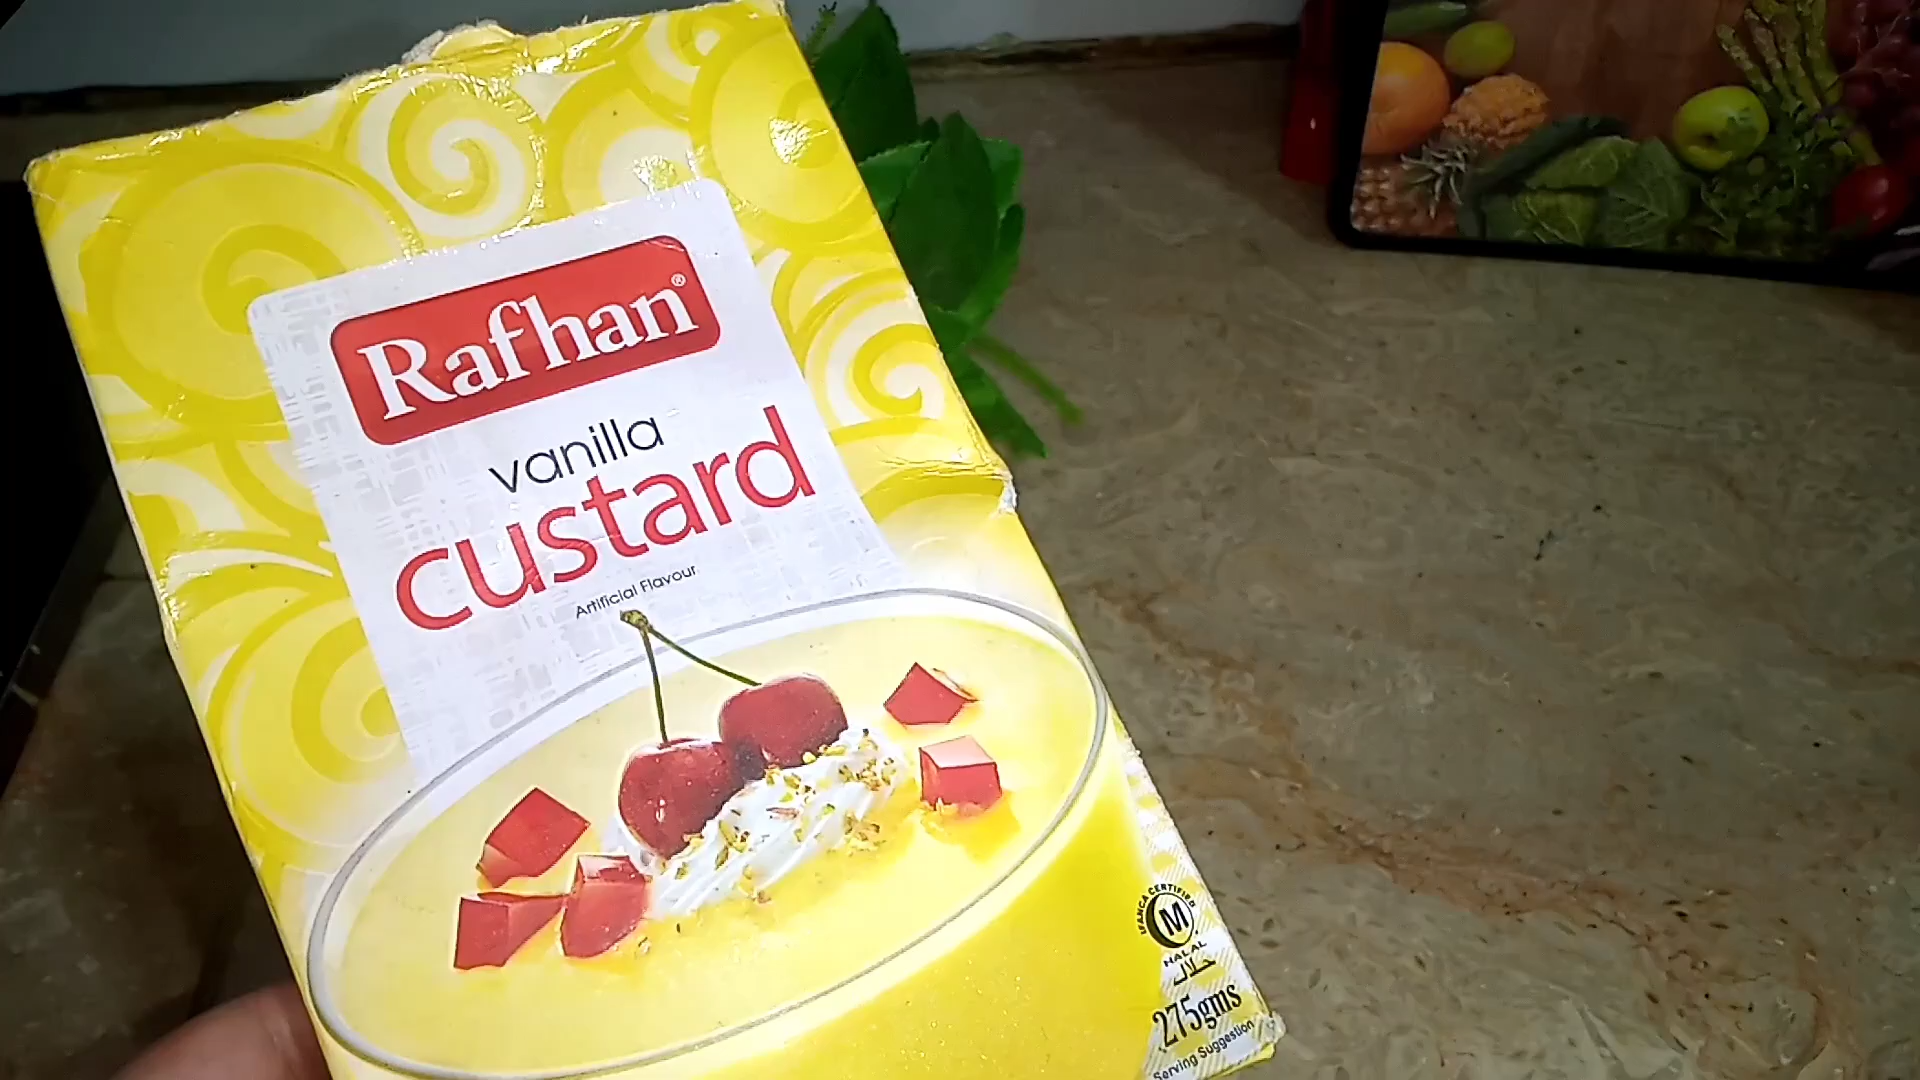 Rafhan®
vanilla
custard
Artificial Flavour
IFANCA CERTIFIED
M
HALAL
حلال
275gms
Serving Suggestion